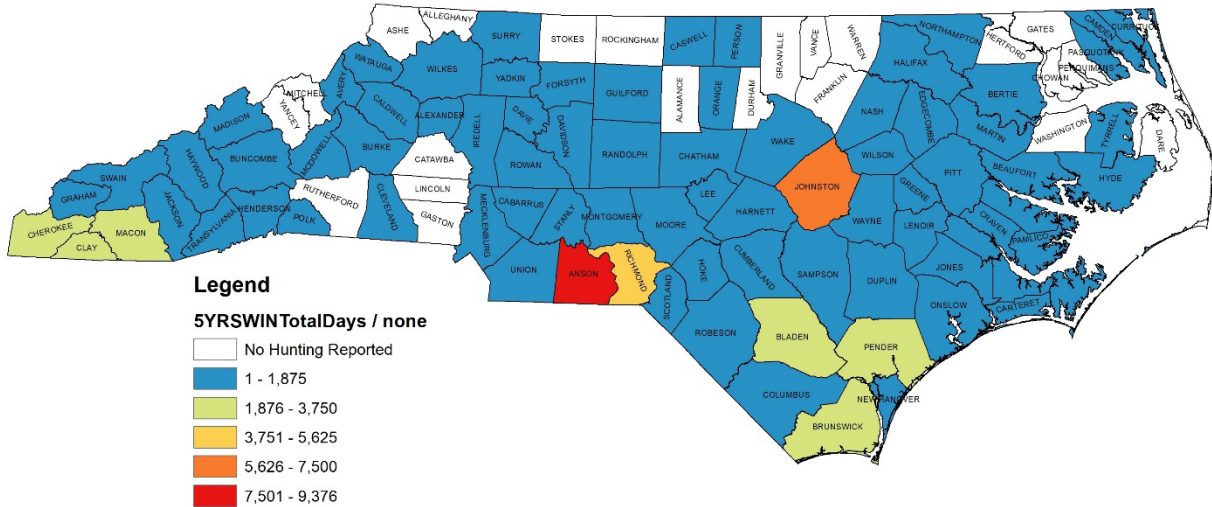 ALLEGHANY
ASHE
SURRY
STOKES
ROCKINGHAM
CASWELL
PERSON
GRANVILLE
VANCE
WARREN
NORTHAMPTON
HERTFORD
GATES
CAMDEN
CURRITUCK
PASQUOTANK
PERQUIMANS
CHOWAN
HALIFAX
WATAUGA
WILKES
YADKIN
FORSYTH
GUILFORD
ALAMANCE
ORANGE
DURHAM
FRANKLIN
NASH
EDGECOMBE
BERTIE
MARTIN
WASHINGTON
TYRRELL
DARE
MITCHELL
AVERY
YANCEY
MADISON
CALDWELL
ALEXANDER
IREDELL
DAVIE
DAVIDSON
RANDOLPH
CHATHAM
WAKE
WILSON
PITT
BEAUFORT
HYDE
HAYWOOD
BUNCOMBE
MCDOWELL
BURKE
CATAWBA
ROWAN
SWAIN
GRAHAM
JACKSON
TRANSYLVANIA
HENDERSON
POLK
RUTHERFORD
CLEVELAND
LINCOLN
GASTON
MECKLENBURG
CABARRUS
STANLY
MONTGOMERY
MOORE
LEE
HARNETT
JOHNSTON
WAYNE
GREENE
LENOIR
CRAVEN
PAMLICO
CHEROKEE
MACON
CLAY
UNION
ANSON
RICHMOND
SCOTLAND
HOKE
CUMBERLAND
SAMPSON
DUPLIN
JONES
ONSLOW
CARTERET
ROBESON
BLADEN
PENDER
COLUMBUS
NEW HANOVER
BRUNSWICK
Legend
5YRSWINTotalDays / none
No Hunting Reported
1 - 1,875
1,876 - 3,750
3,751 - 5,625
5,626 - 7,500
7,501 - 9,376